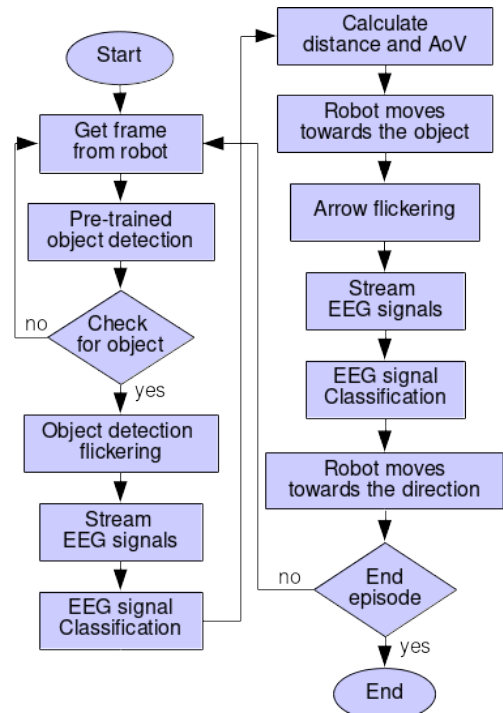 Start
Get frame
from robot
Pre-trained
object detection
Check
for object
no
yes
Object detection
flickering
Stream
EEG signals
EEG signal
Classification
Calculate
distance and AoV
Robot moves
towards the object
Arrow flickering
Stream
EEG signals
EEG signal
Classification
Robot moves
towards the direction
End
episode
no
yes
End